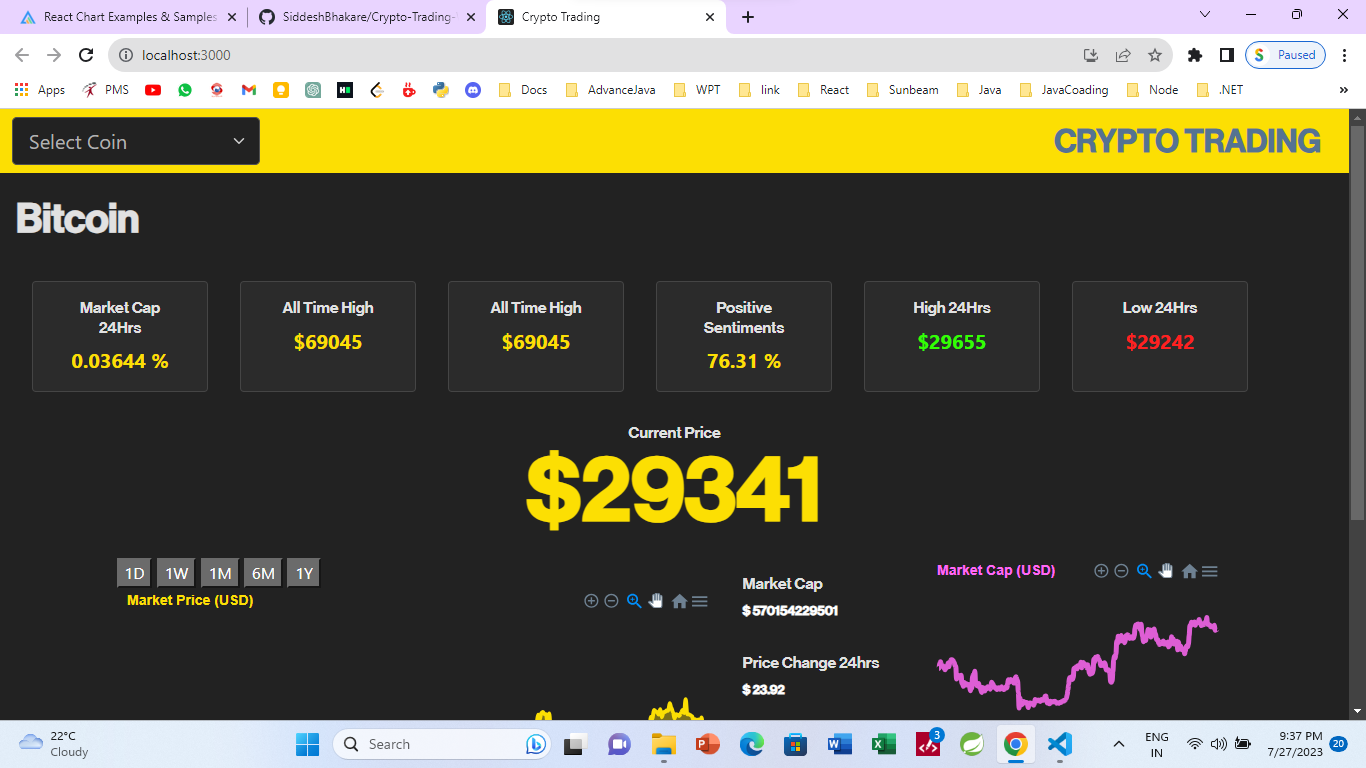 React Chart Examples & Samples
SiddeshBhakare/Crypto-Trading-
Crypto Trading
localhost:3000
Paused
Apps
PMS
Docs
AdvanceJava
WPT
link
React
Sunbeam
Java
JavaCoading
Node
.NET
Select Coin
CRYPTO TRADING
Bitcoin
Market Cap
24Hrs
0.03644 %
All Time High
$69045
All Time High
$69045
Positive
Sentiments
76.31 %
High 24Hrs
$29655
Low 24Hrs
$29242
Current Price
$29341
1D 1W 1M 6M 1Y
Market Price (USD)
Market Cap
$ 570154229501
Price Change 24hrs
$ 23.92
Market Cap (USD)
22°C
Cloudy
Search
3
ENG
IN
9:37 PM
7/27/2023
20